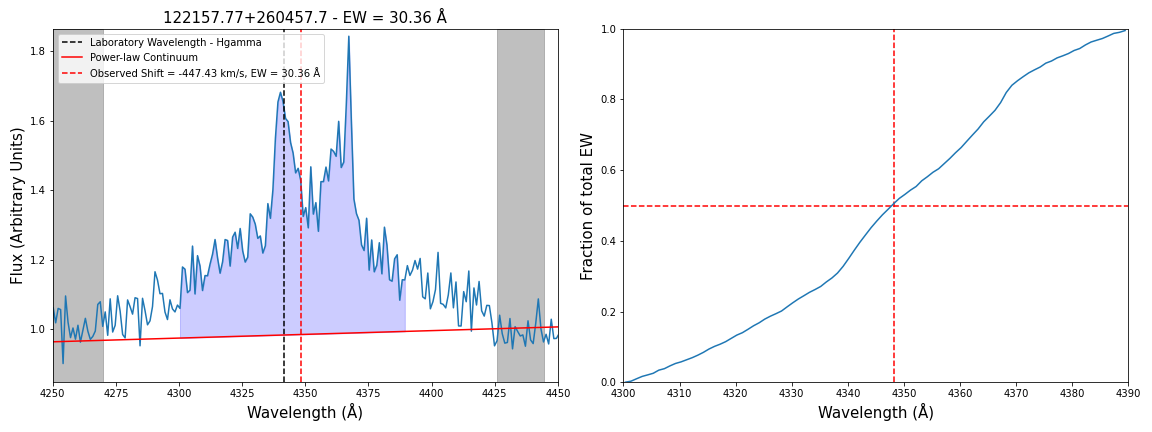 122157.77+260457.7 - EW = 30.36 Å
Laboratory Wavelength - Hgamma
Power-law Continuum
Observed Shift = -447.43 km/s, EW = 30.36 Å
Flux (Arbitrary Units)
1.8
1.6
1.4
1.2
1.0
4250 4275 4300 4325 4350 4375 4400 4425 4450
Wavelength (Å)
Fraction of total EW
1.0
0.8
0.6
0.4
0.2
0.0
4300 4310 4320 4330 4340 4350 4360 4370 4380 4390
Wavelength (Å)